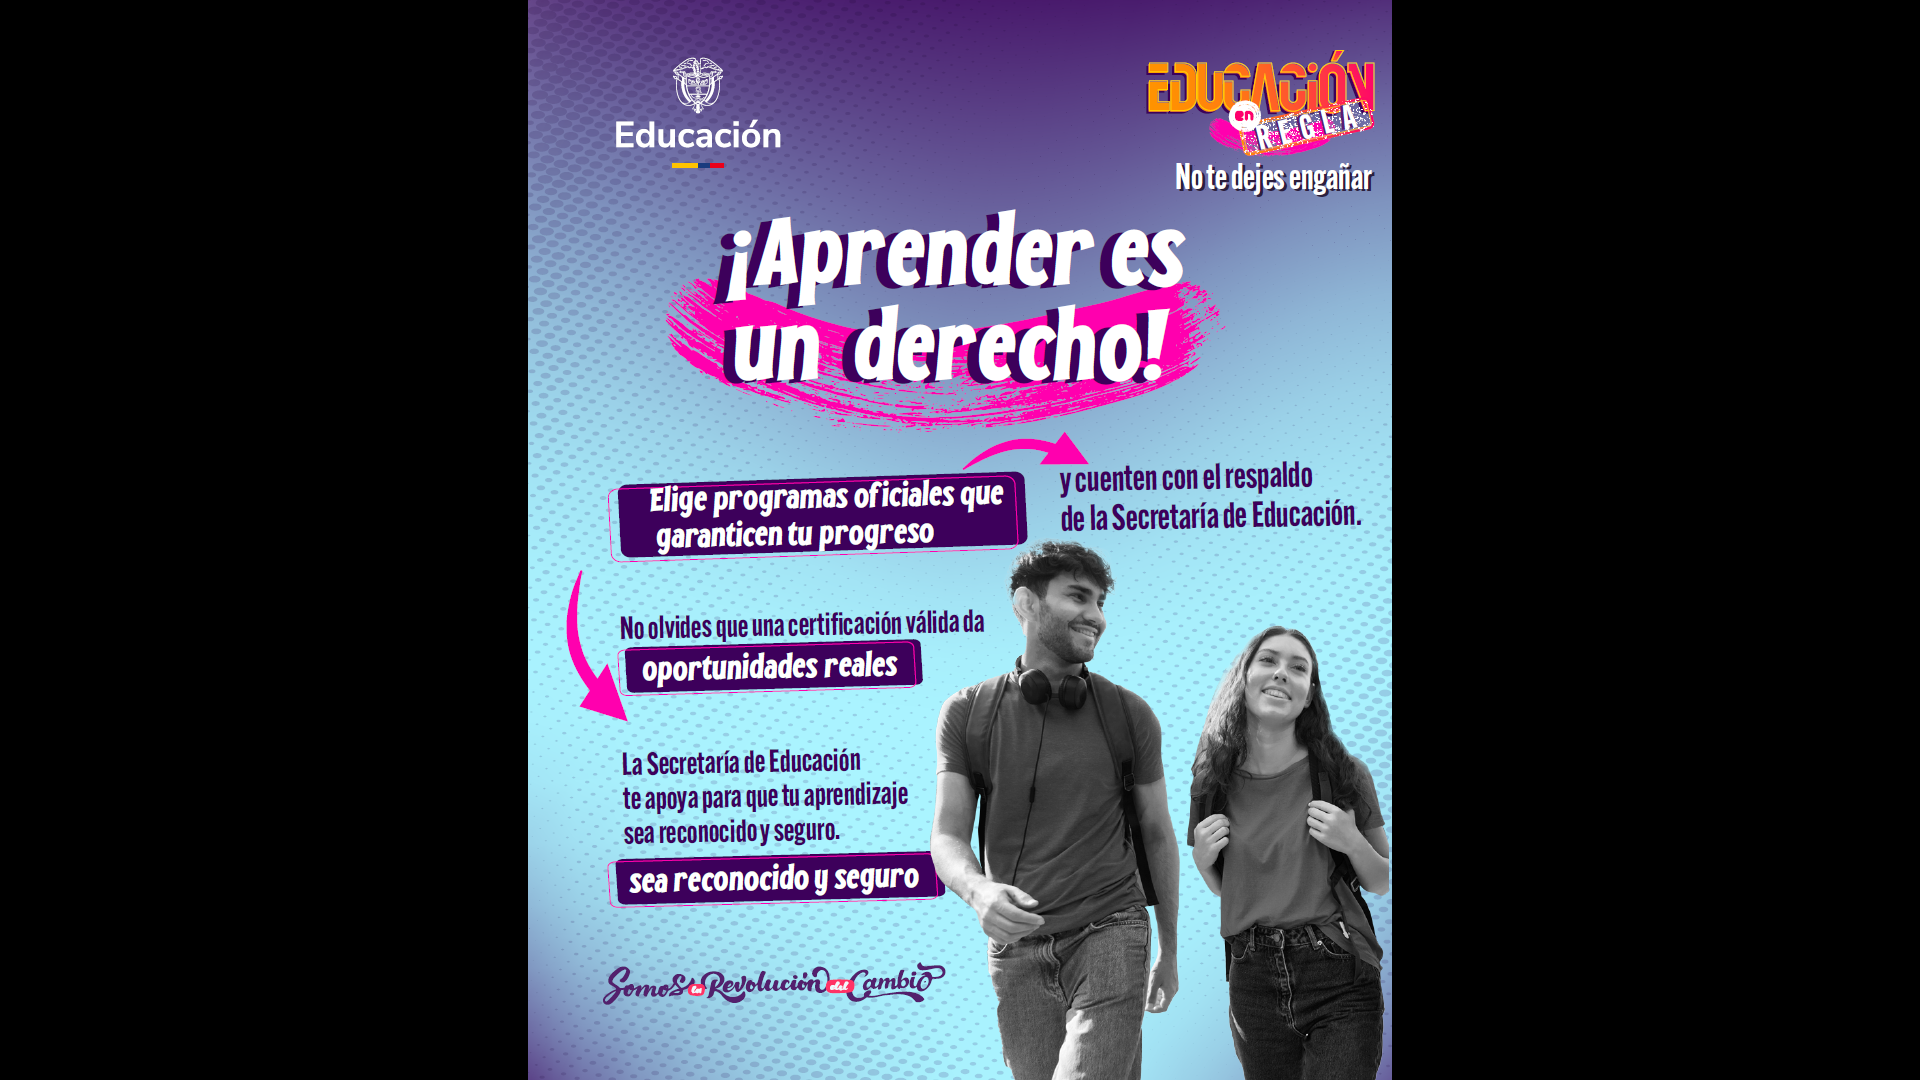 Educación
EDUCACIÓN
en
REGLA
No te dejes engañar
¡Aprender es
un derecho!
Elige programas oficiales que
garanticen tu progreso
y cuenten con el respaldo
de la Secretaría de Educación.
No olvides que una certificación válida da
oportunidades reales
La Secretaría de Educación
te apoya para que tu aprendizaje
sea reconocido y seguro.
sea reconocido y seguro
Somos la Revolución del Cambio